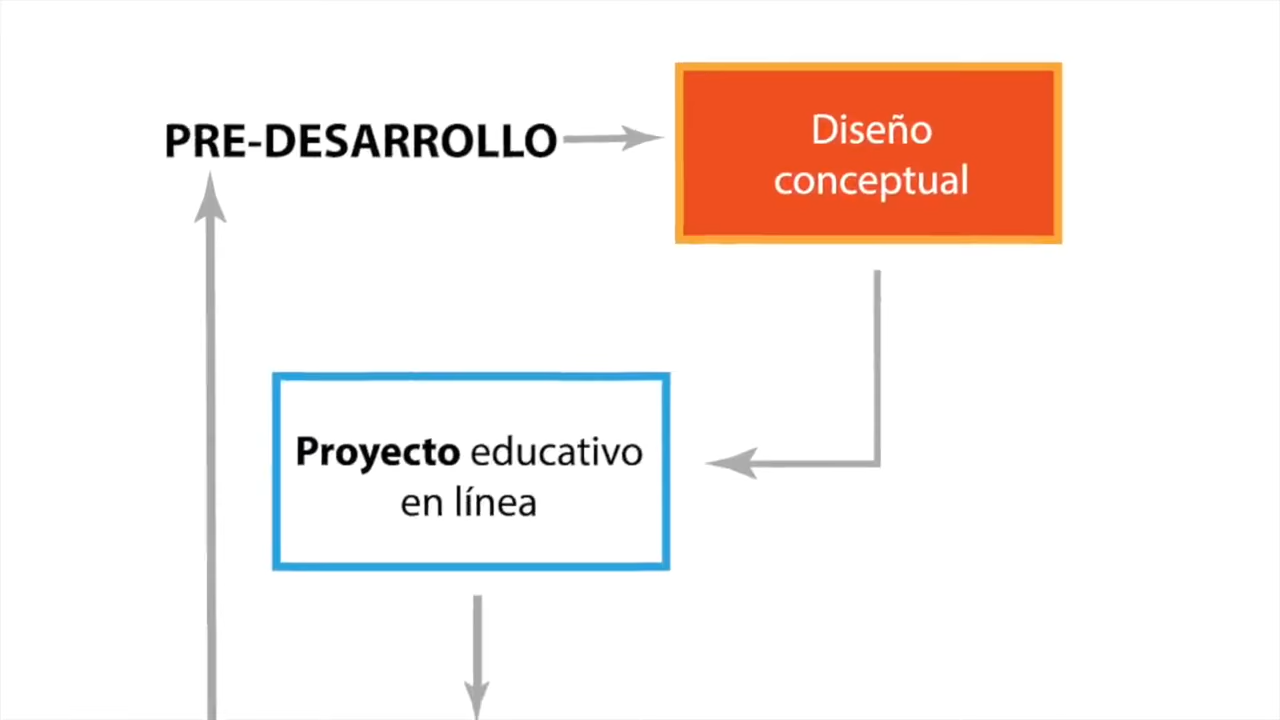 PRE-DESARROLLO
Diseño
conceptual
Proyecto educativo
en línea